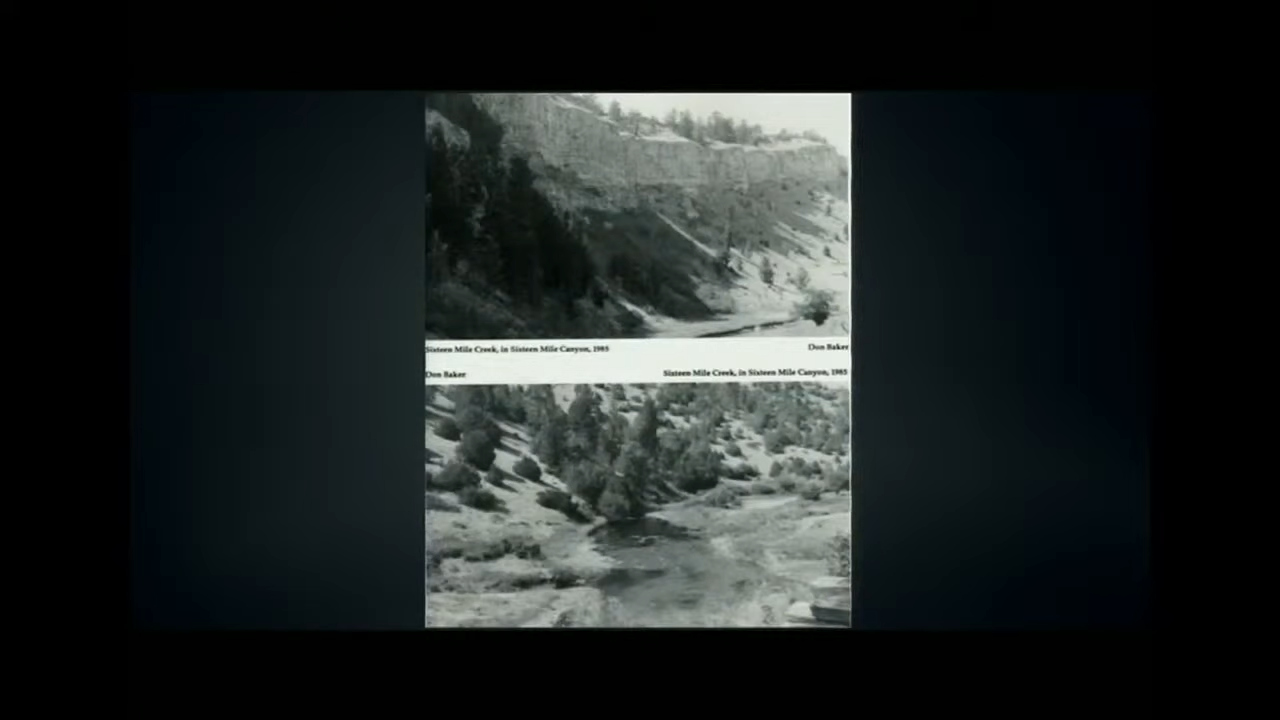 Sixteen Mile Creek, in Sixteen Mile Canyon, 1985 Don Baker
Don Baker Sixteen Mile Creek, in Sixteen Mile Canyon, 1985